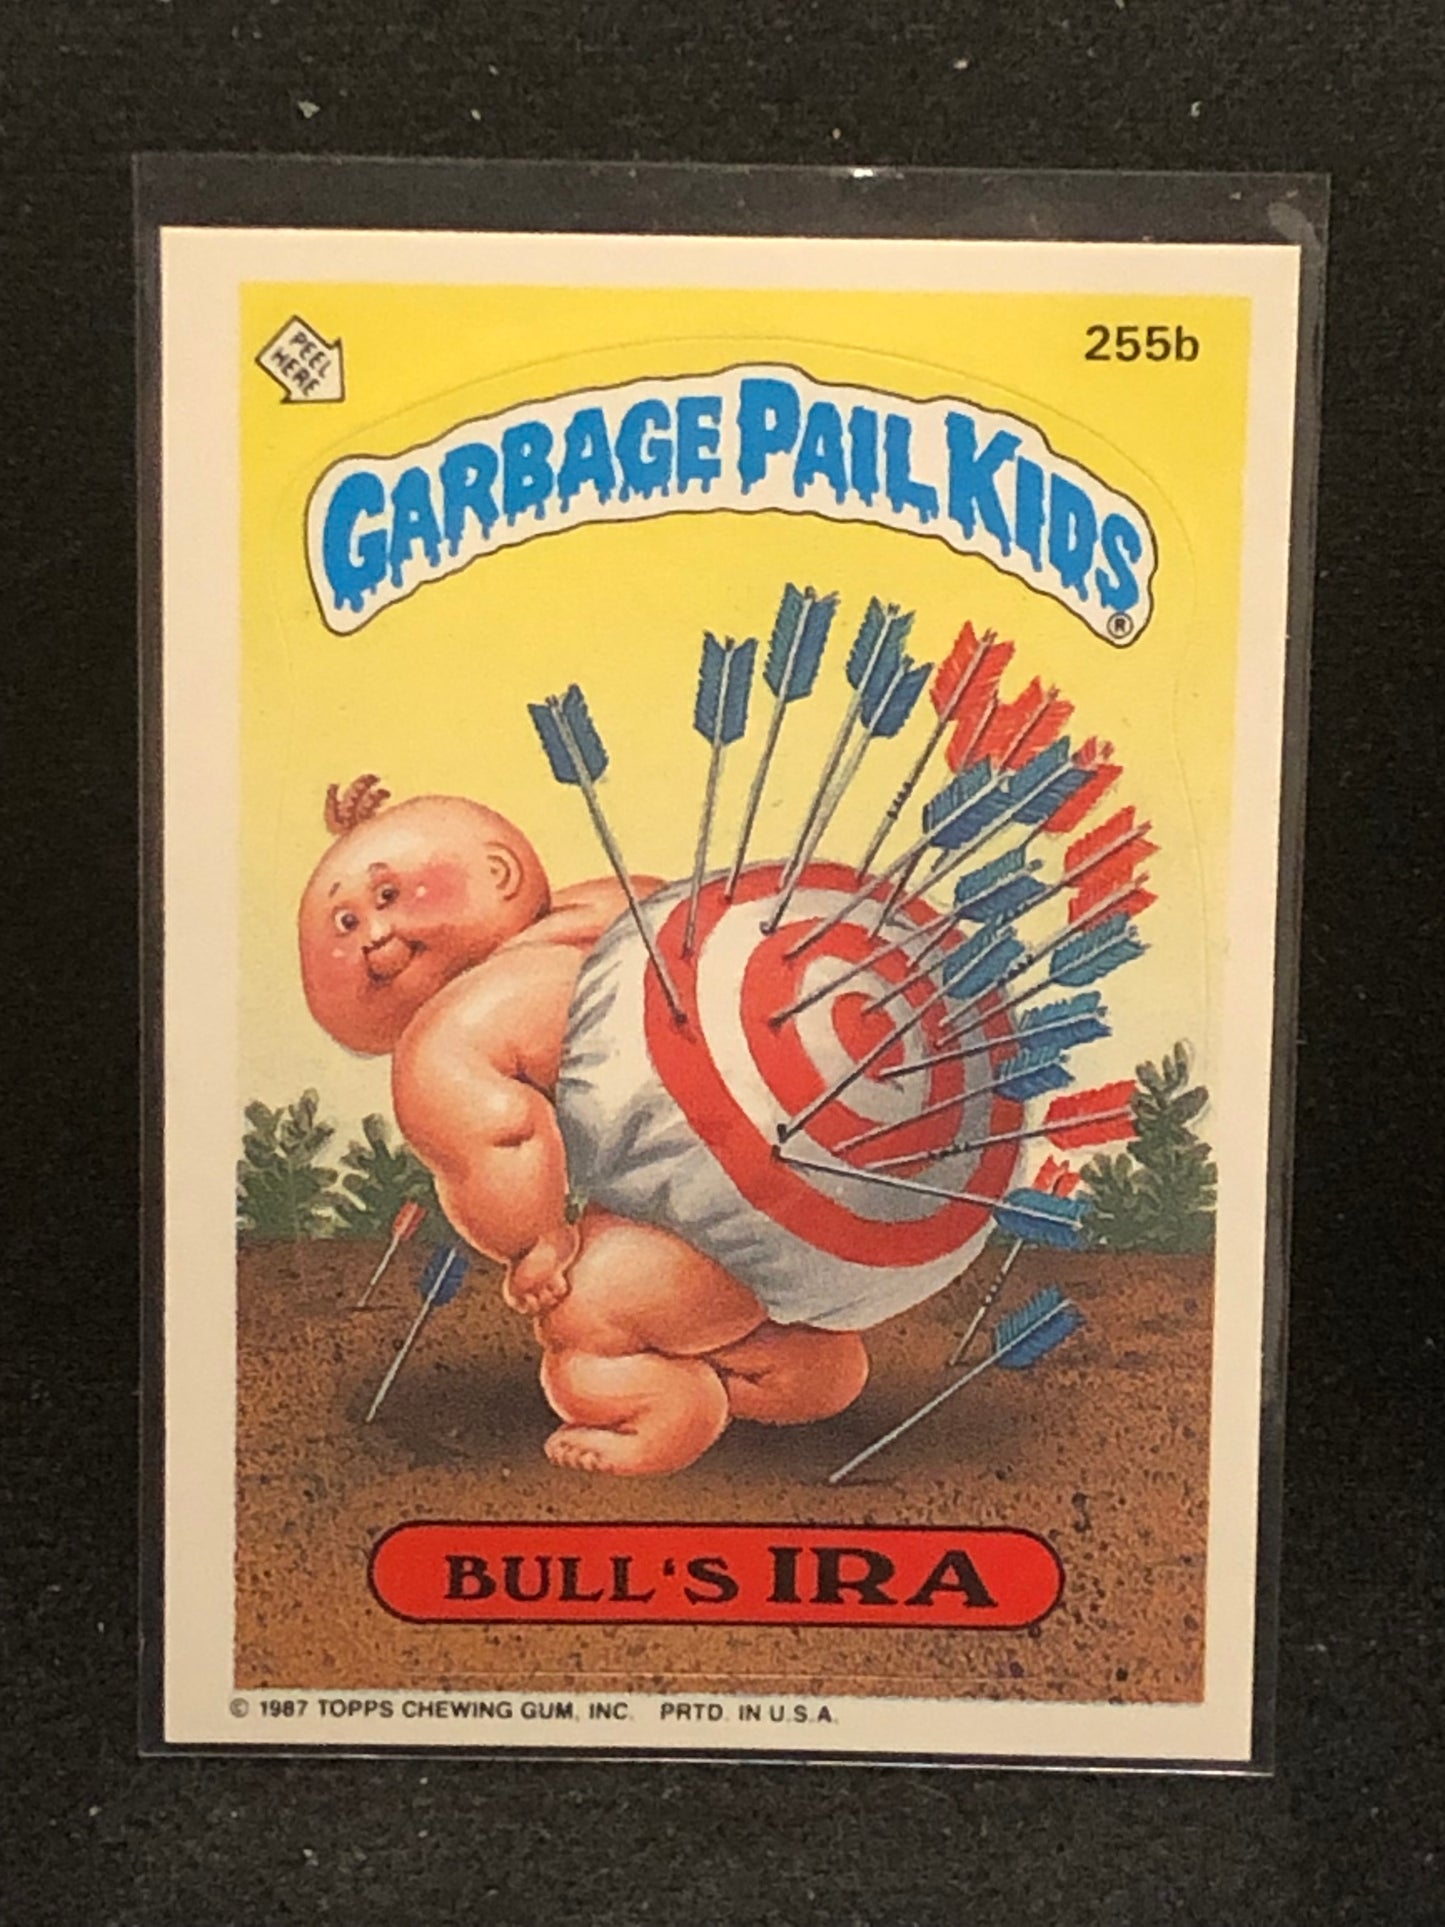 PEEL
HERE
255b
GARBAGE PAIL KIDS
®
BULL'S IRA
© 1987 TOPPS CHEWING GUM, INC. PRTD. IN U.S.A.